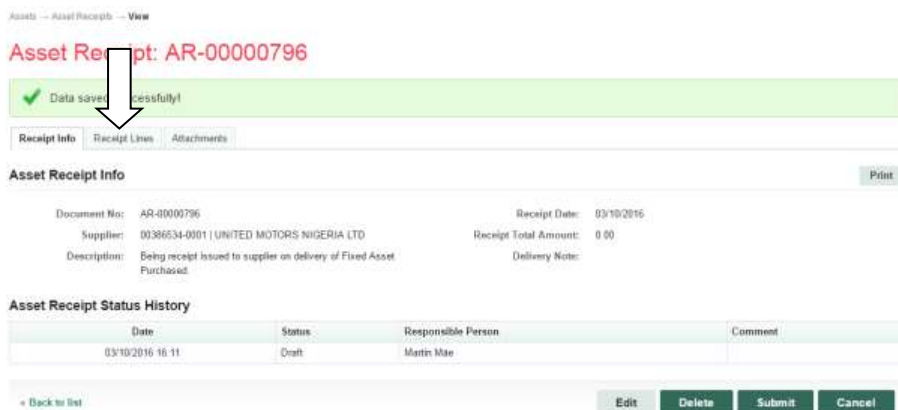 Assets → Asset Receipts → View
Asset Rec pt: AR-00000796
Data save cessfully!
Receipt Info Receipt Lines Attachments
Asset Receipt Info Print
Document No: AR-00000796 Receipt Date: 03/10/2016
Supplier: 00386534-0001 | UNITED MOTORS NIGERIA LTD Receipt Total Amount: 0.00
Description: Being receipt issued to supplier on delivery of Fixed Asset Delivery Note:
Purchased.
Asset Receipt Status History
Date Status Responsible Person Comment
03/10/2016 16:11 Draft Martin Mae
« Back to list Edit Delete Submit Cancel